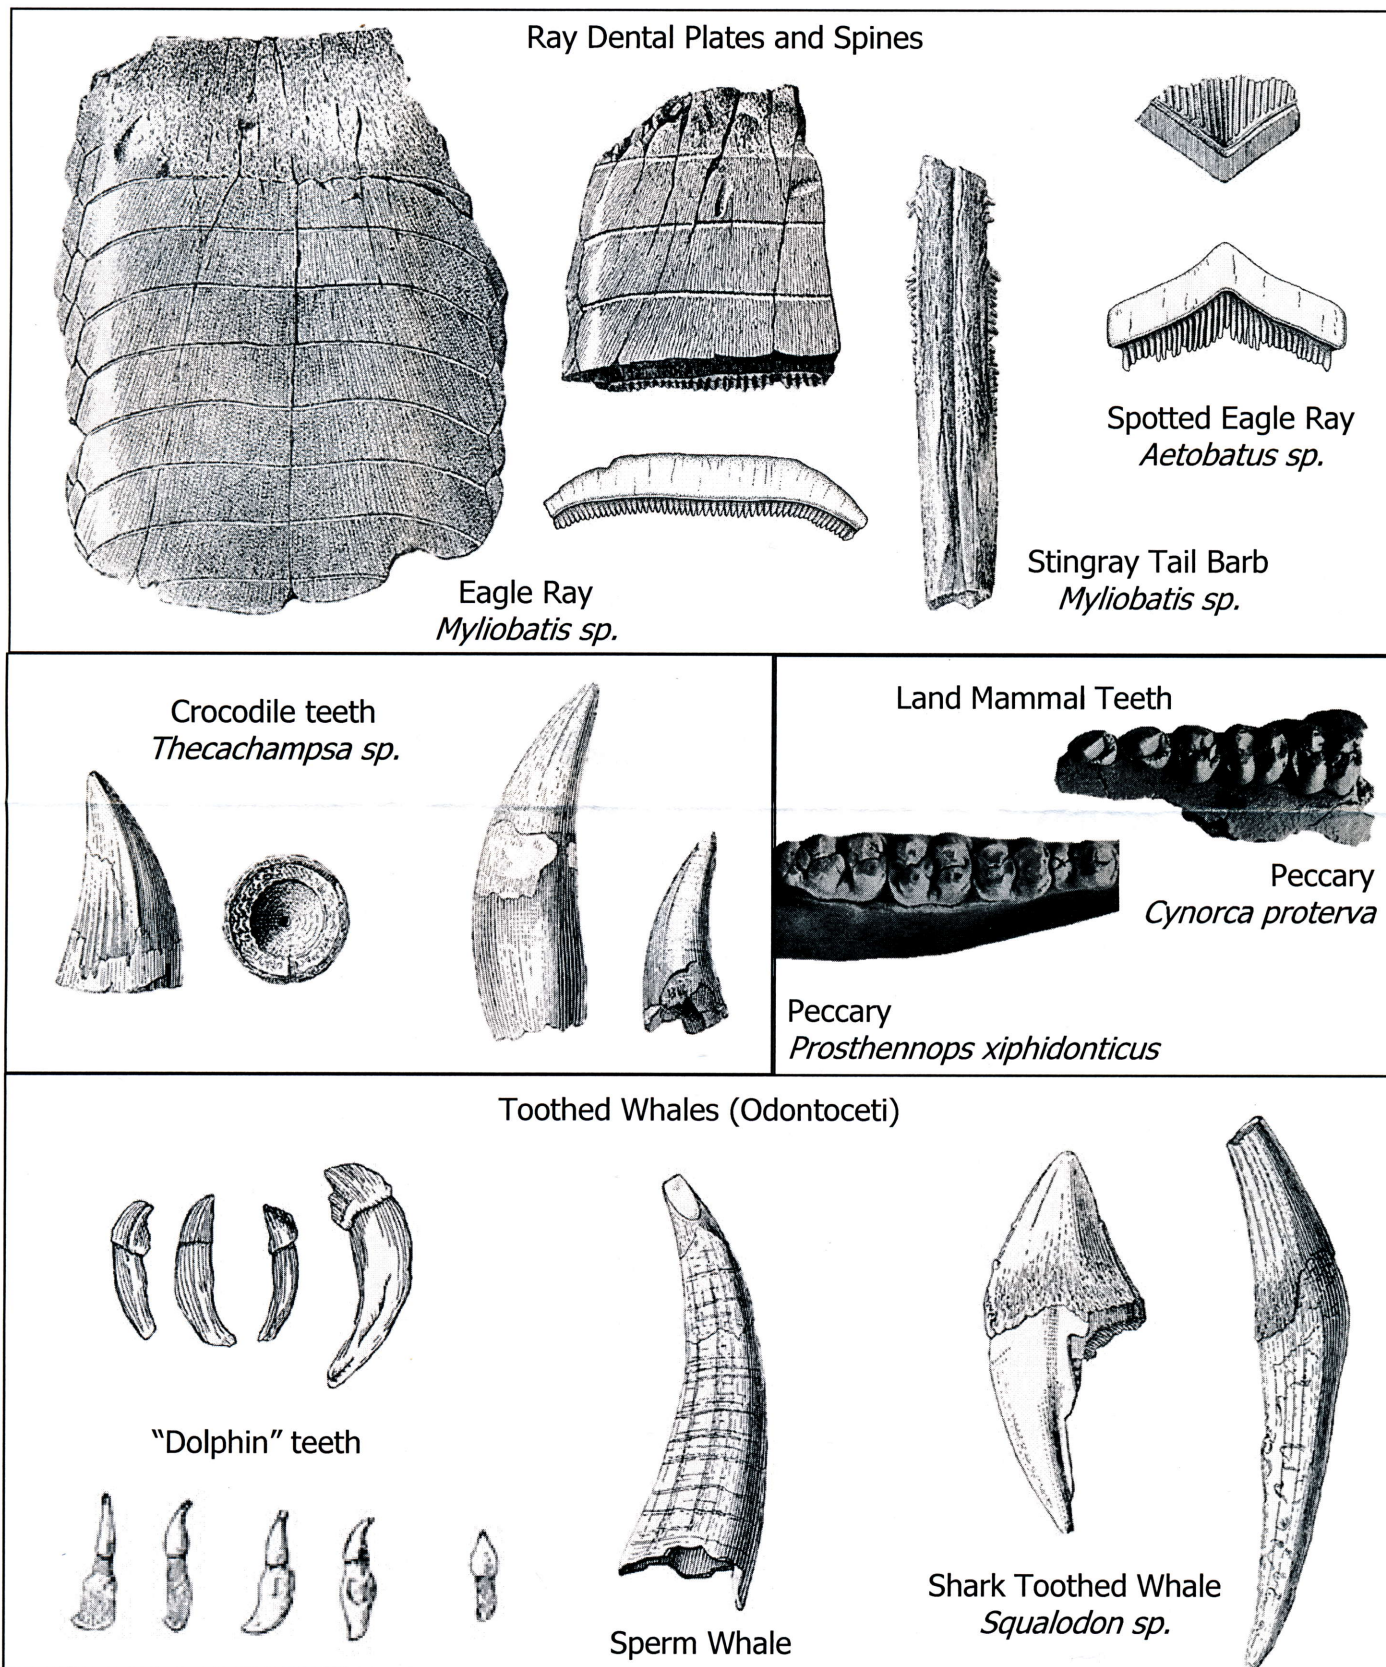 Ray Dental Plates and Spines
Spotted Eagle Ray
Aetobatus sp.
Stingray Tail Barb
Myliobatis sp.
Eagle Ray
Myliobatis sp.
Crocodile teeth
Thecachampsa sp.
Land Mammal Teeth
Peccary
Cynorca proterva
Peccary
Prosthennops xiphidonticus
Toothed Whales (Odontoceti)
“Dolphin” teeth
Sperm Whale
Shark Toothed Whale
Squalodon sp.